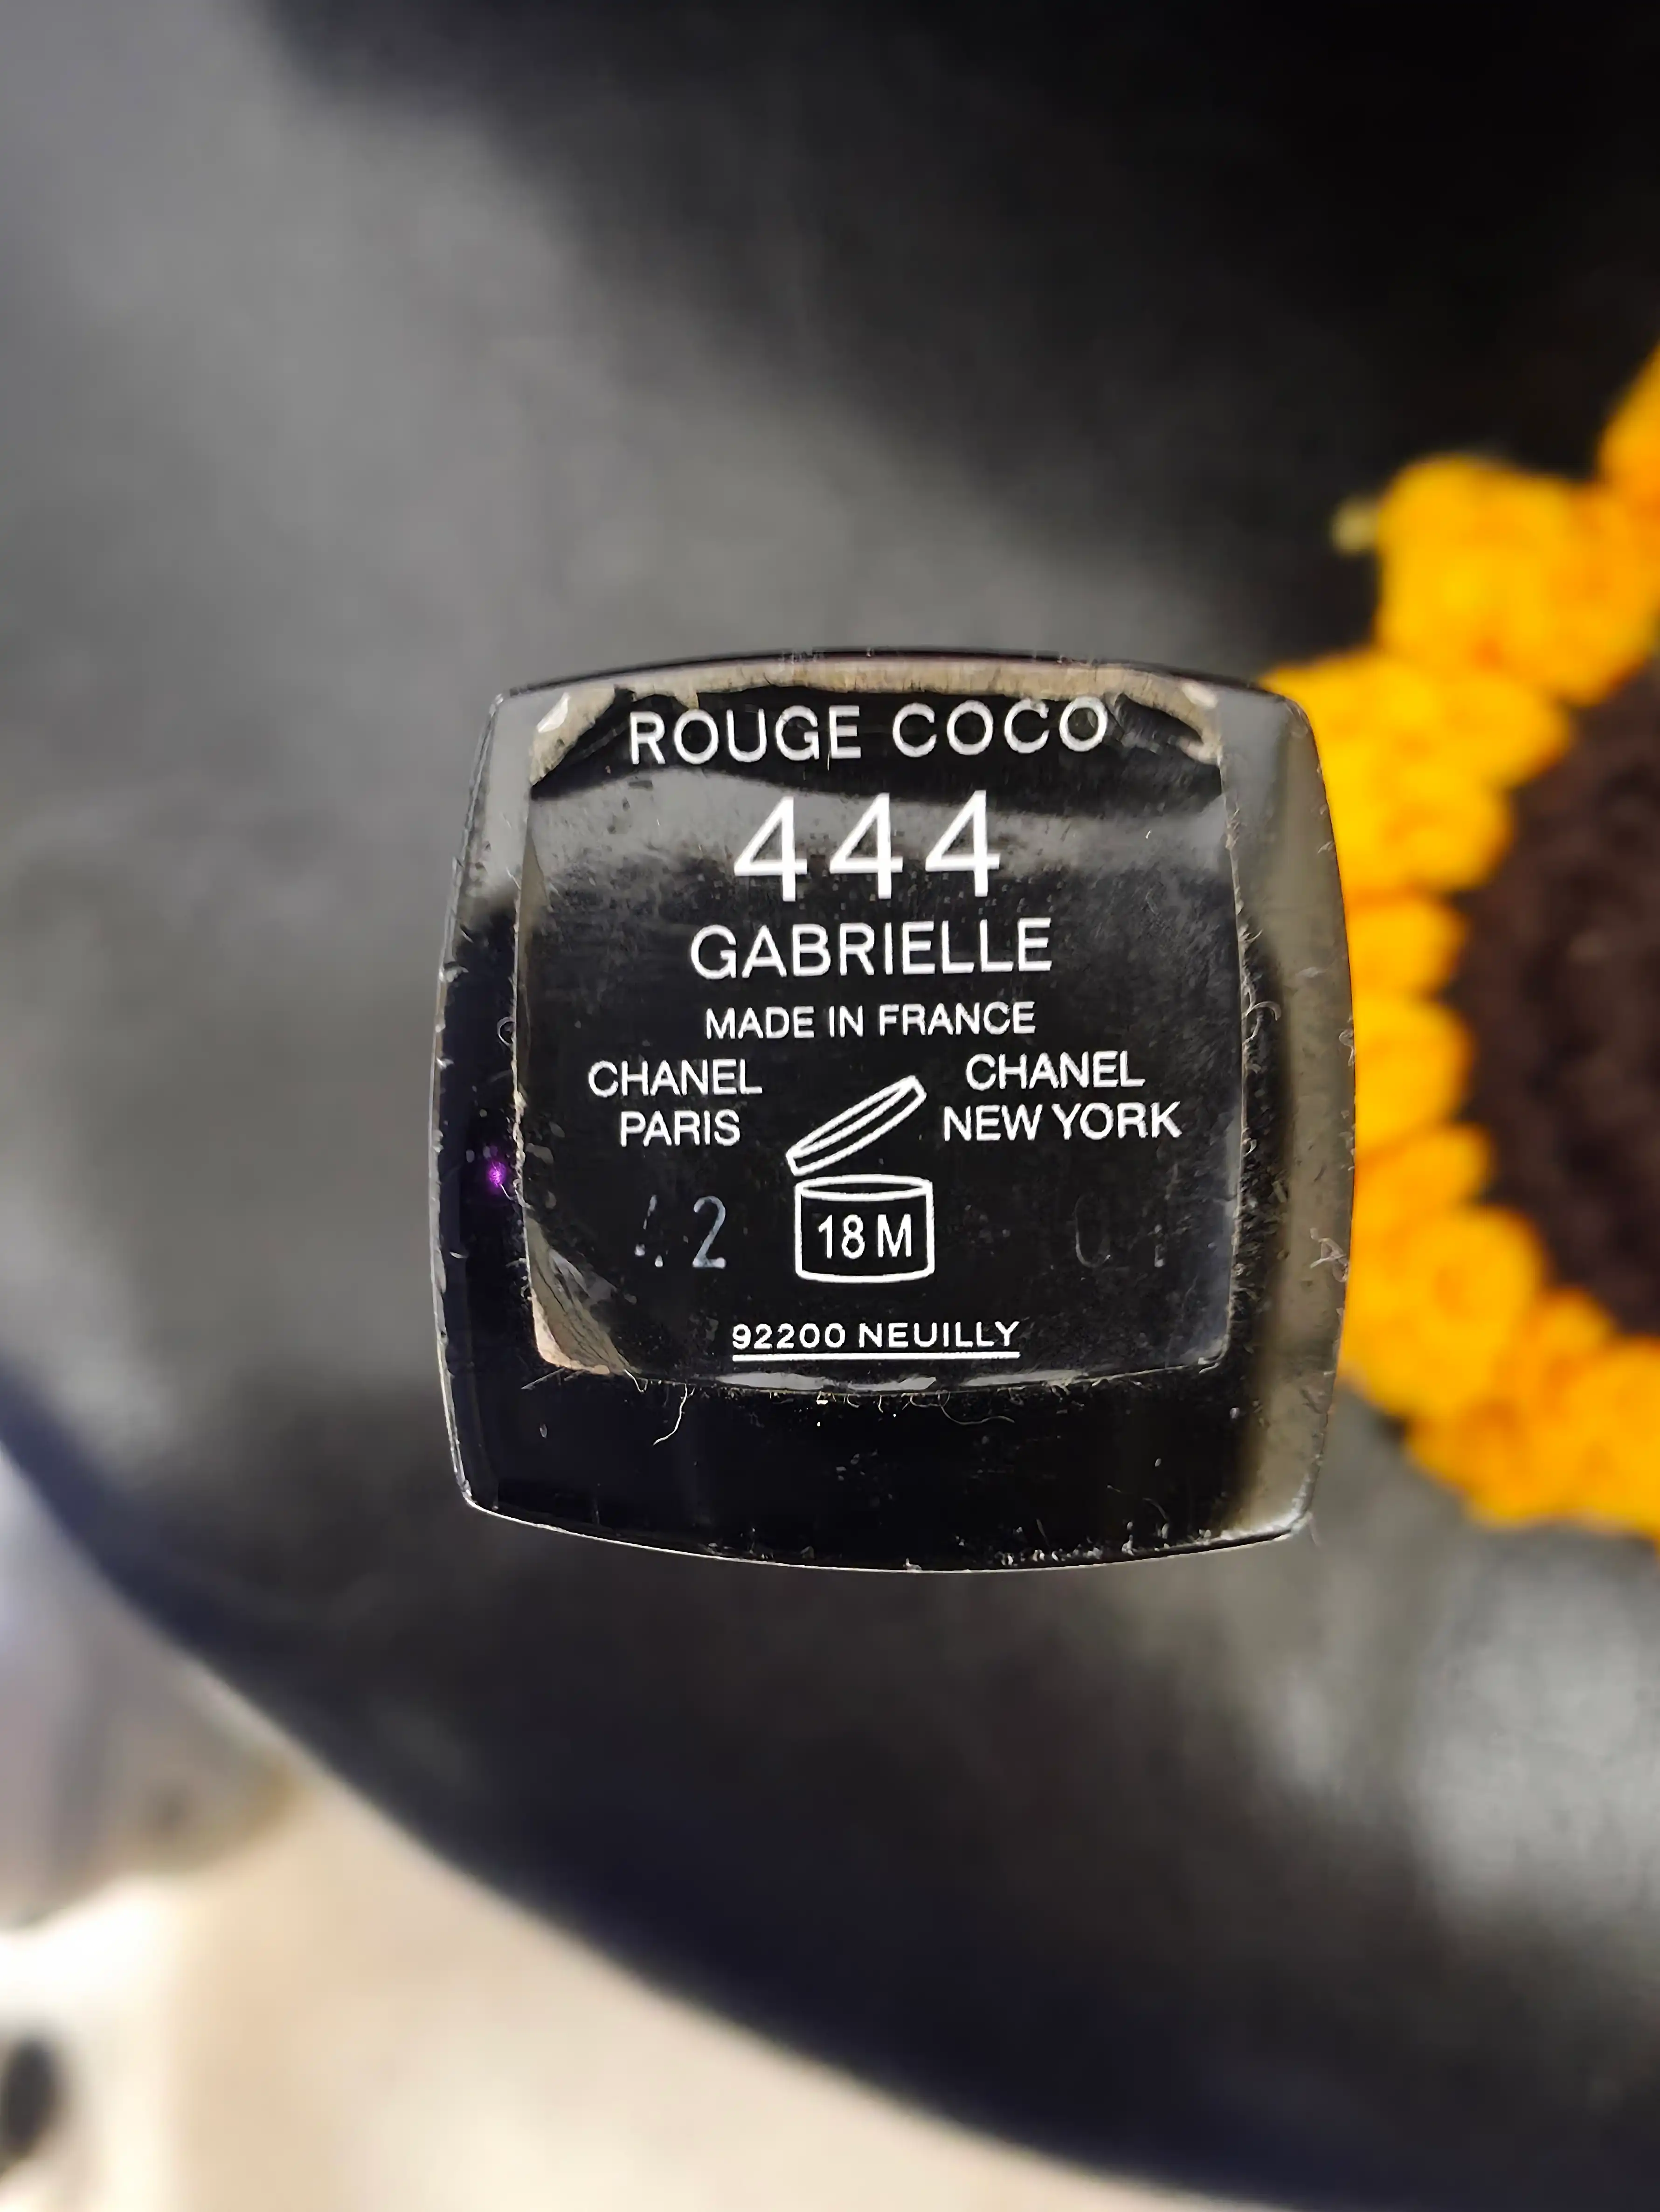 ROUGE COCO
444
GABRIELLE
MADE IN FRANCE
CHANEL
PARIS
CHANEL
NEW YORK
18 M
92200 NEUILLY